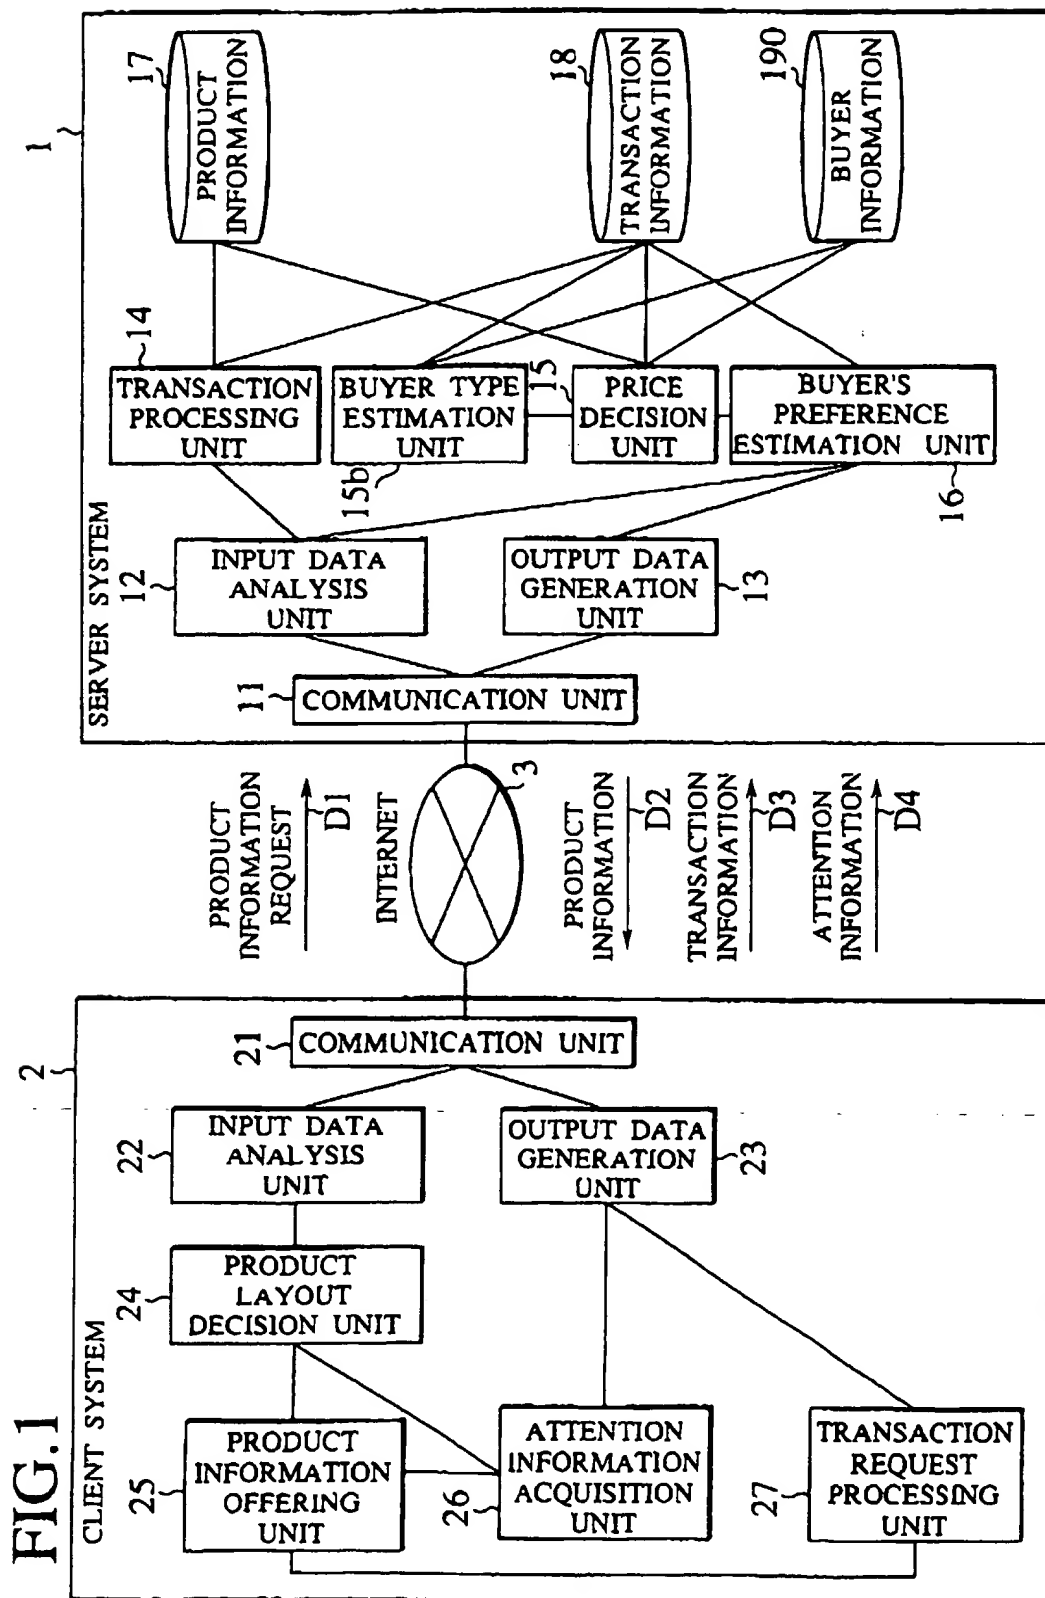 FIG.1
CLIENT SYSTEM
2
25
PRODUCT
INFORMATION
OFFERING
UNIT
24
PRODUCT
LAYOUT
DECISION UNIT
22
INPUT DATA
ANALYSIS
UNIT
21
COMMUNICATION UNIT
26
ATTENTION
INFORMATION
ACQUISITION
UNIT
23
OUTPUT DATA
GENERATION
UNIT
27
TRANSACTION
REQUEST
PROCESSING
UNIT
PRODUCT
INFORMATION
REQUEST
D1
INTERNET
3
PRODUCT
INFORMATION
D2
TRANSACTION
INFORMATION
D3
ATTENTION
INFORMATION
D4
SERVER SYSTEM
1
11
COMMUNICATION UNIT
12
INPUT DATA
ANALYSIS
UNIT
OUTPUT DATA
GENERATION
UNIT
13
14
TRANSACTION
PROCESSING
UNIT
15b
BUYER TYPE
ESTIMATION
UNIT
15
PRICE
DECISION
UNIT
BUYER'S
PREFERENCE
ESTIMATION UNIT
16
17
PRODUCT
INFORMATION
18
TRANSACTION
INFORMATION
190
BUYER
INFORMATION